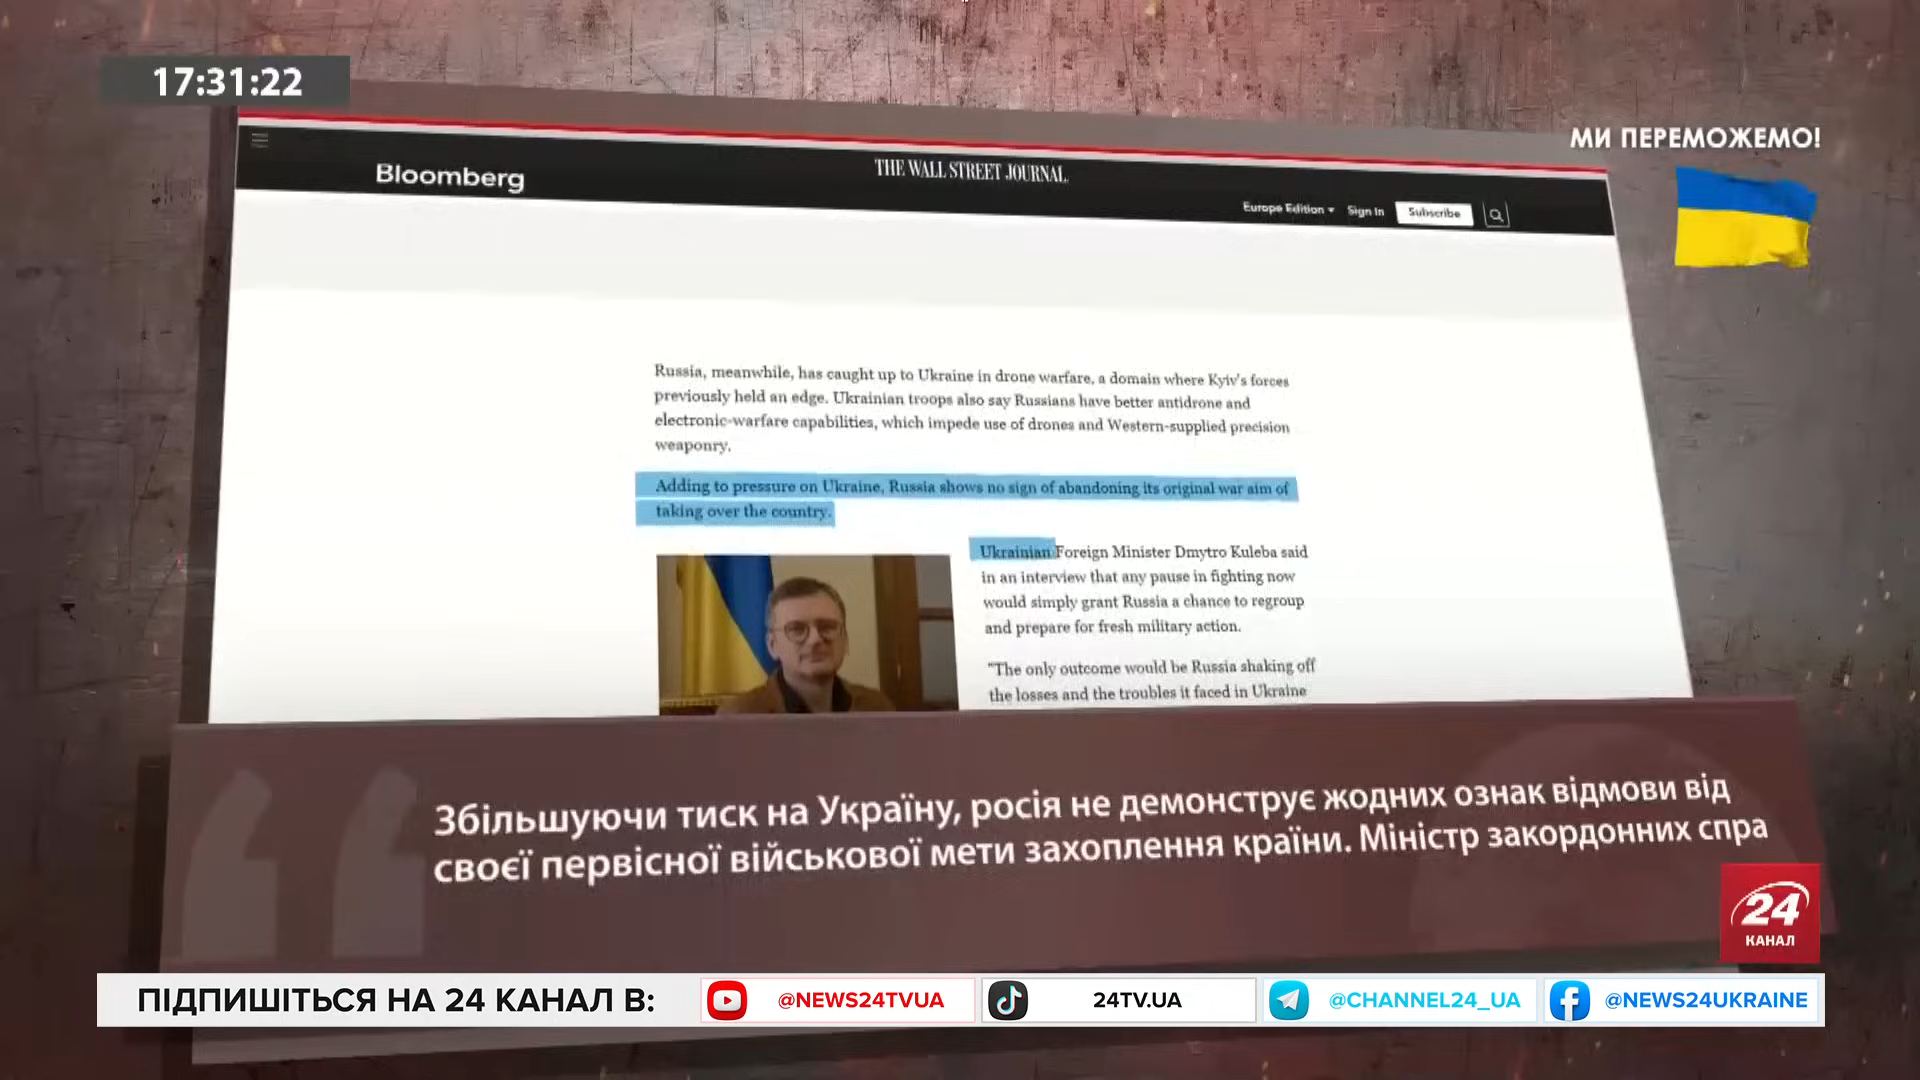 17:31:22
МИ ПЕРЕМОЖЕМО!
Bloomberg
THE WALL STREET JOURNAL.
Europe Edition
Sign In
Subscribe
Russia, meanwhile, has caught up to Ukraine in drone warfare, a domain where Kyiv's forces
previously held an edge. Ukrainian troops also say Russians have better antidrone and
electronic-warfare capabilities, which impede use of drones and Western-supplied precision
weaponry.
Adding to pressure on Ukraine, Russia shows no sign of abandoning its original war aim of
taking over the country.
Ukrainian Foreign Minister Dmytro Kuleba said
in an interview that any pause in fighting now
would simply grant Russia a chance to regroup
and prepare for fresh military action.
"The only outcome would be Russia shaking off
the losses and the troubles it faced in Ukraine
Збільшуючи тиск на Україну, росія не демонструє жодних ознак відмови від
своєї первісної військової мети захоплення країни. Міністр закордонних спра
24
КАНАЛ
ПІДПИШІТЬСЯ НА 24 КАНАЛ В:
@NEWS24TVUA
24TV.UA
@CHANNEL24_UA
@NEWS24UKRAINE